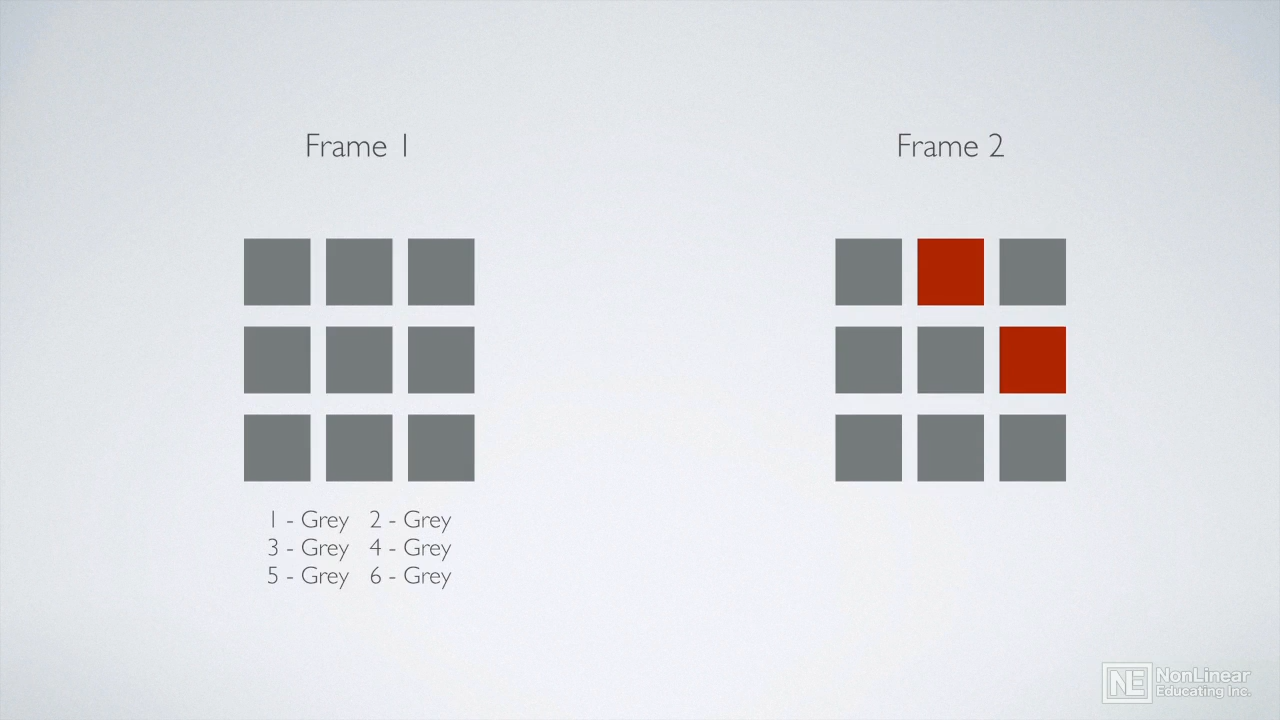 Frame 1
Frame 2
1 - Grey 2 - Grey
3 - Grey 4 - Grey
5 - Grey 6 - Grey
NE NonLinear
Educating Inc.